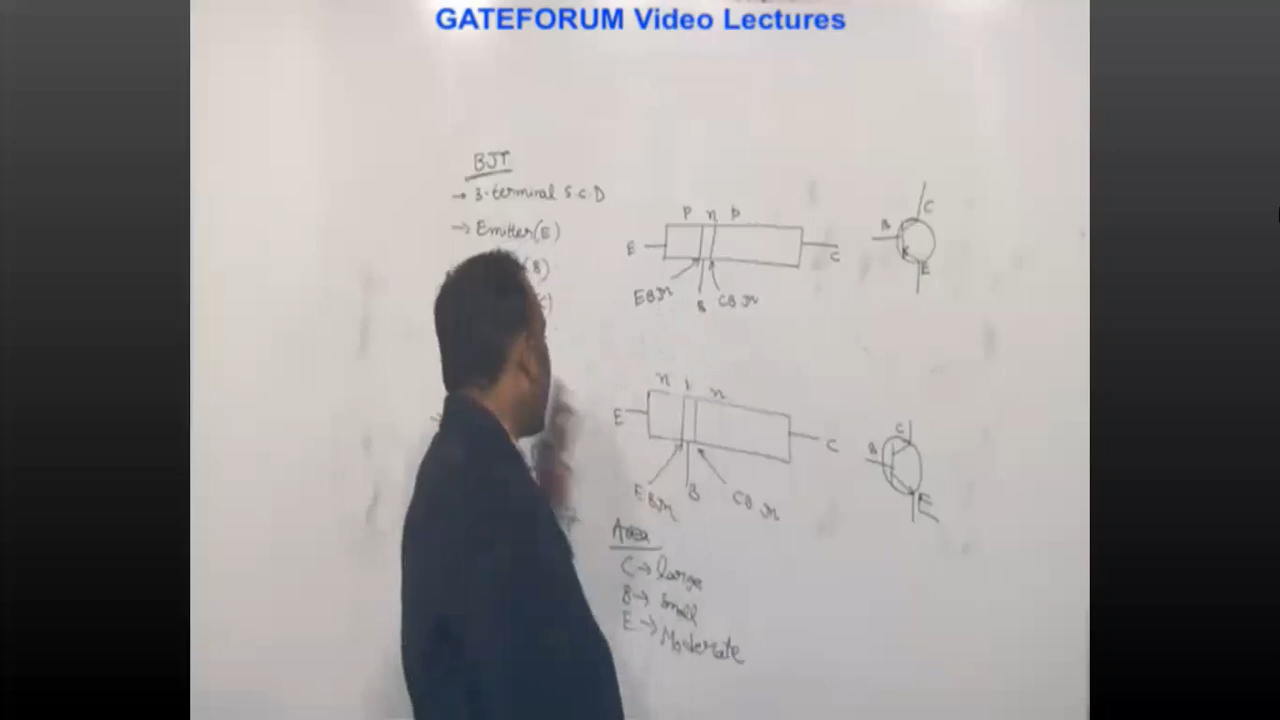 GATEFORUM Video Lectures
BJT
→ 3-terminal S.C.D
→ Emitter(E)
(B)
p n p
E C
EBJn B CBJn
C
B
E
n p n
E C
EBJn B CBJn
C
B
E
Area
C → large
B → small
E → Moderate